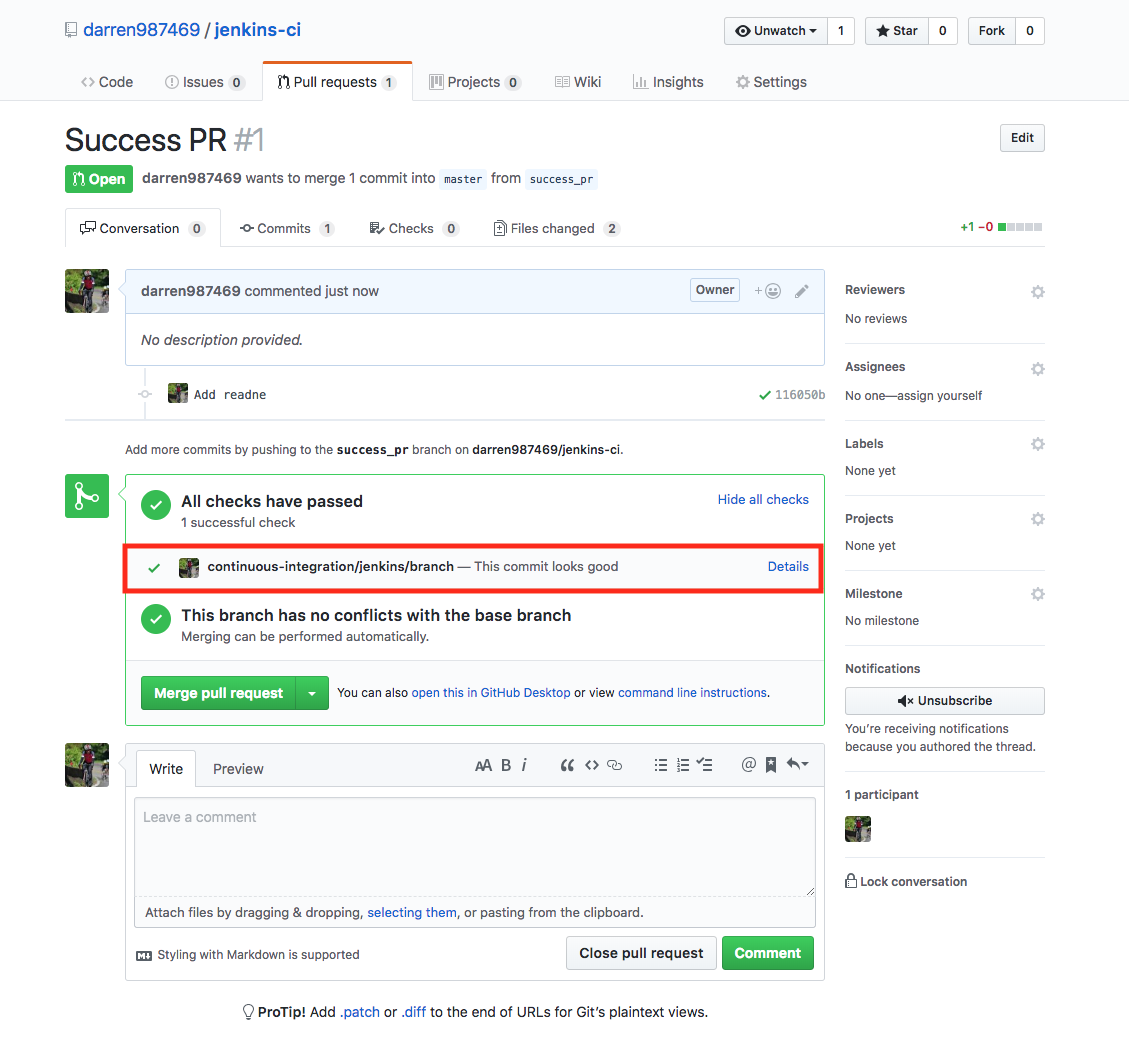 darren987469 / jenkins-ci
Unwatch 1 Star 0 Fork 0
Code Issues 0 Pull requests 1 Projects 0 Wiki Insights Settings
Success PR #1
Edit
Open darren987469 wants to merge 1 commit into master from success_pr
Conversation 0 Commits 1 Checks 0 Files changed 2
+1 −0
darren987469 commented just now
Owner
No description provided.
Add readne
116050b
Add more commits by pushing to the success_pr branch on darren987469/jenkins-ci.
All checks have passed
Hide all checks
1 successful check
continuous-integration/jenkins/branch — This commit looks good
Details
This branch has no conflicts with the base branch
Merging can be performed automatically.
Merge pull request
You can also open this in GitHub Desktop or view command line instructions.
Write Preview
AA B i
Leave a comment
Attach files by dragging & dropping, selecting them, or pasting from the clipboard.
Styling with Markdown is supported
Close pull request Comment
ProTip! Add .patch or .diff to the end of URLs for Git’s plaintext views.
Reviewers
No reviews
Assignees
No one—assign yourself
Labels
None yet
Projects
None yet
Milestone
No milestone
Notifications
Unsubscribe
You’re receiving notifications
because you authored the thread.
1 participant
Lock conversation